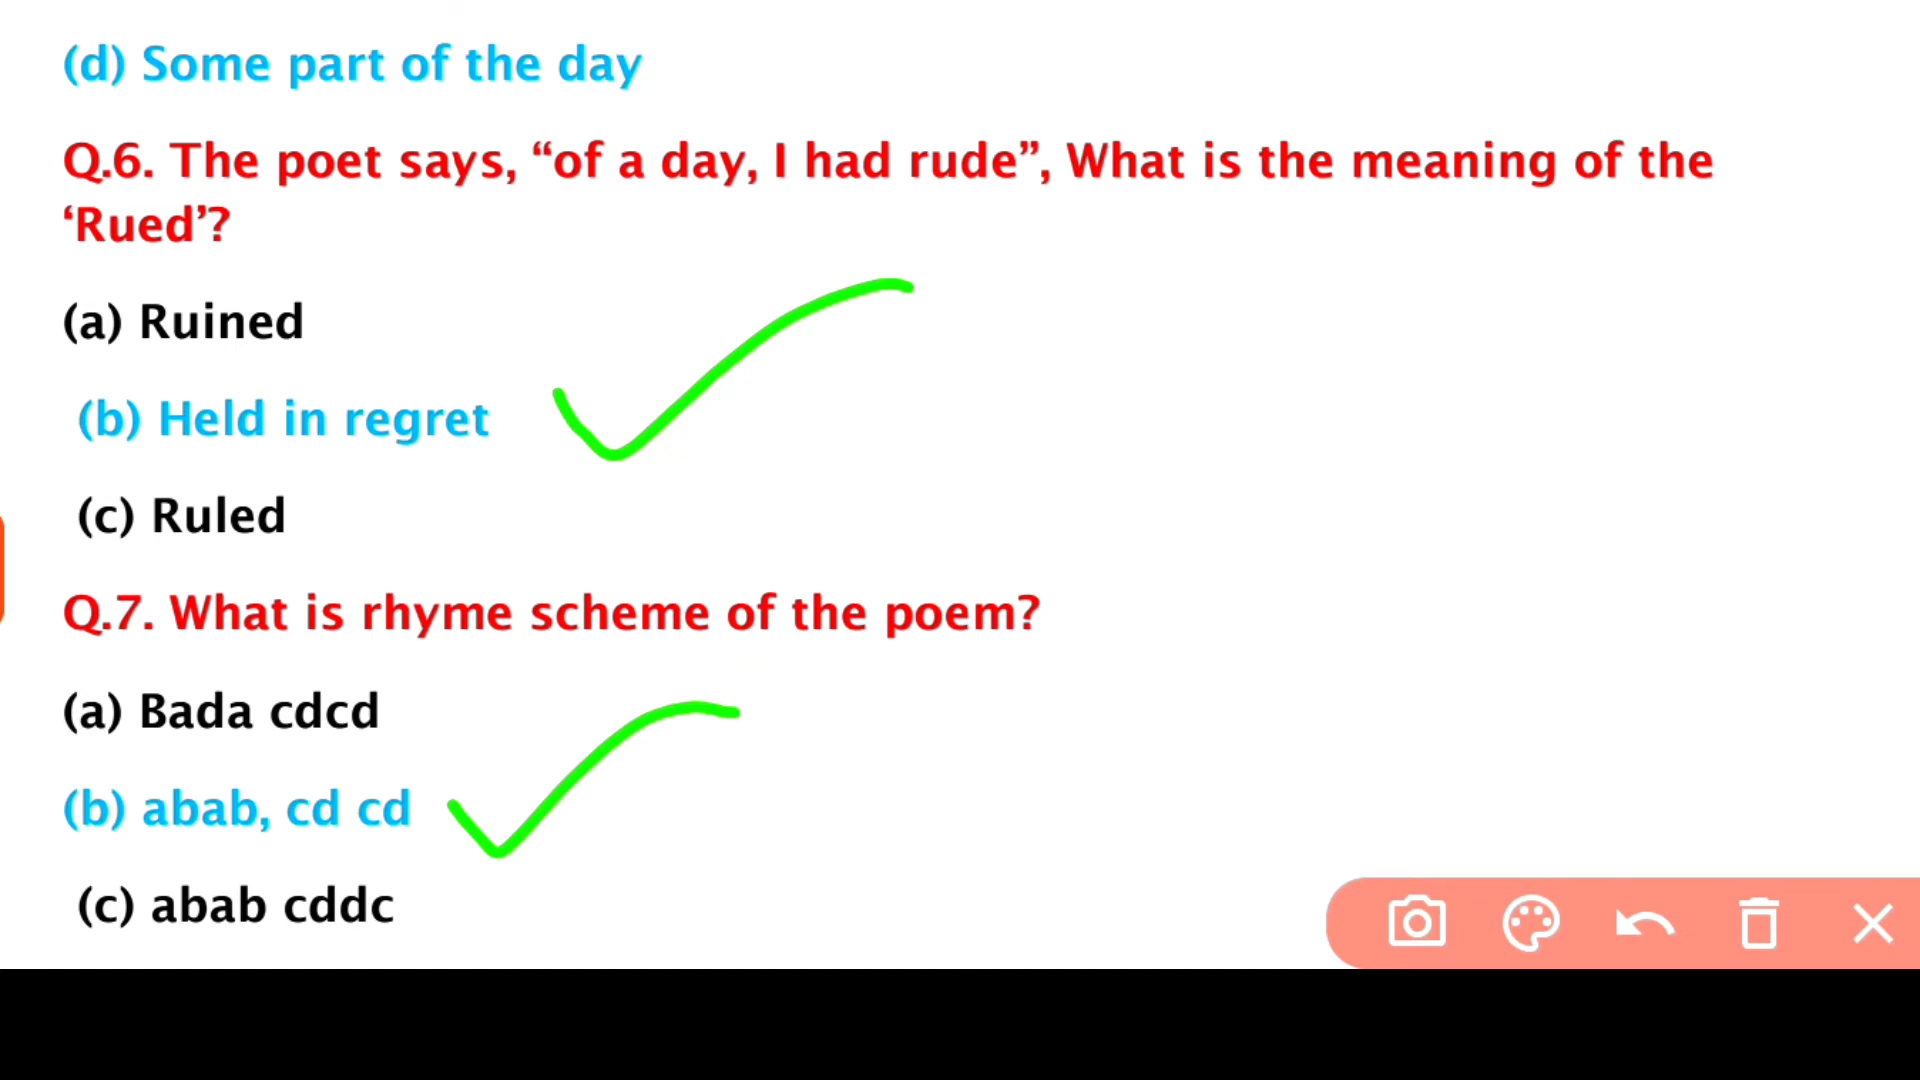 (d) Some part of the day
Q.6. The poet says, “of a day, I had rude”, What is the meaning of the
‘Rued’?
(a) Ruined
(b) Held in regret
(c) Ruled
Q.7. What is rhyme scheme of the poem?
(a) Bada cdcd
(b) abab, cd cd
(c) abab cddc